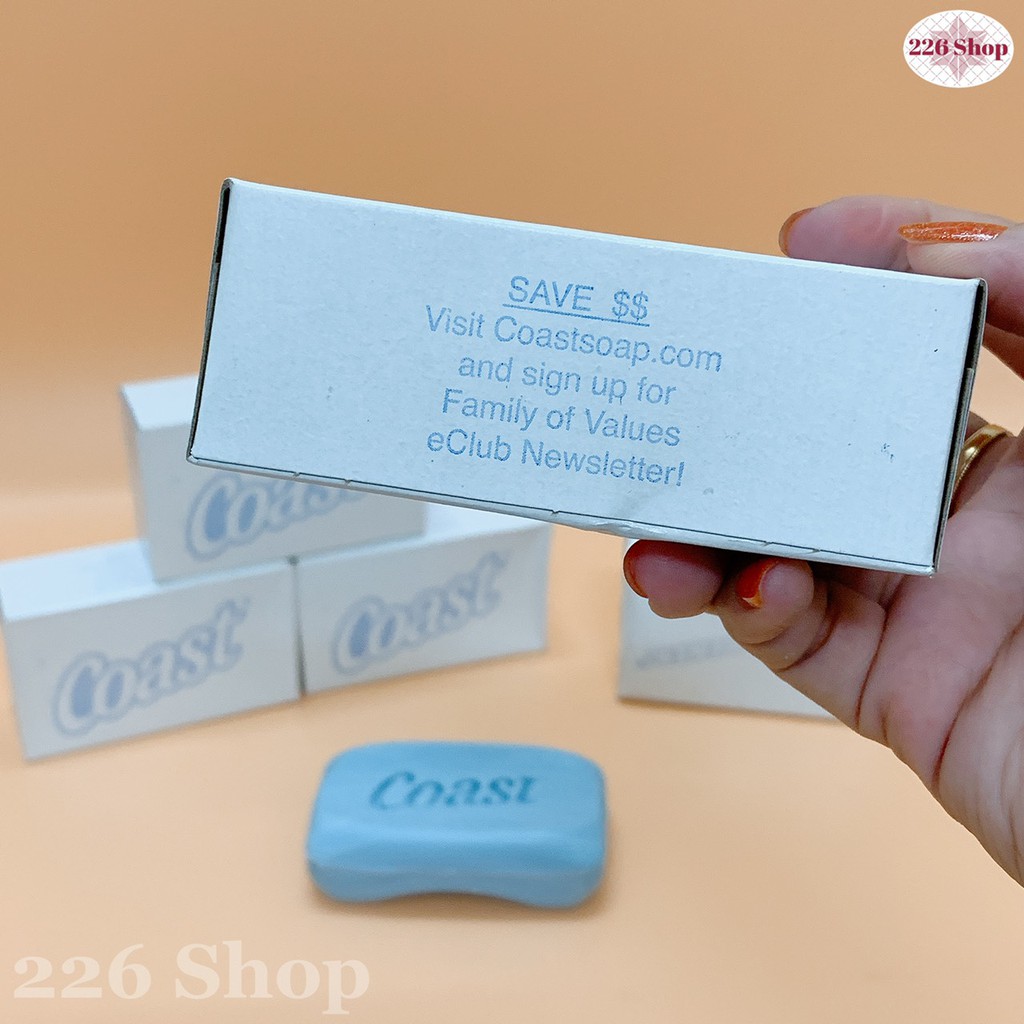 226 Shop
SAVE $$
Visit Coastsoap.com
and sign up for
Family of Values
eClub Newsletter!
Coast
Coast
Coast
Coast
226 Shop